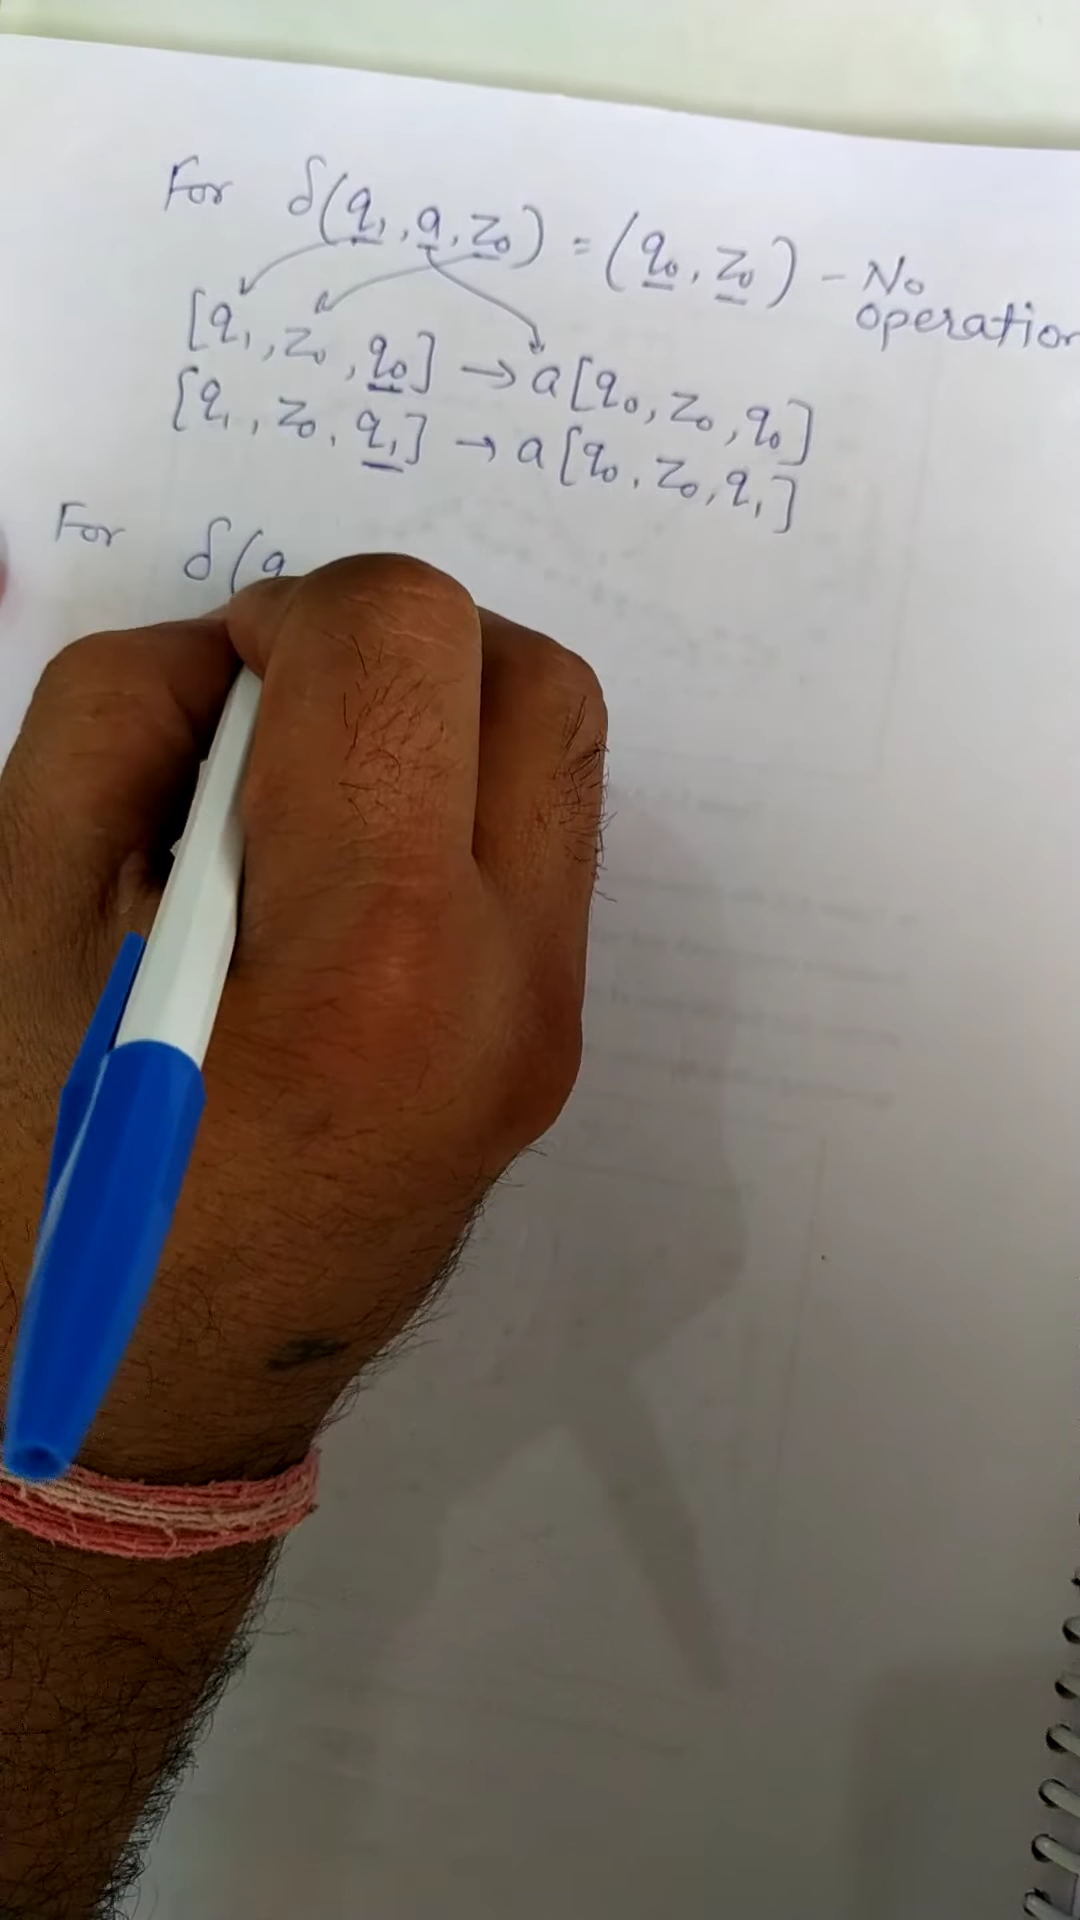 For δ(q₁, a, z₀) = (q₀, z₀) - No operation
[q₁, z₀, q₀] → a[q₀, z₀, q₀]
[q₁, z₀, q₁] → a[q₀, z₀, q₁]
For δ(q